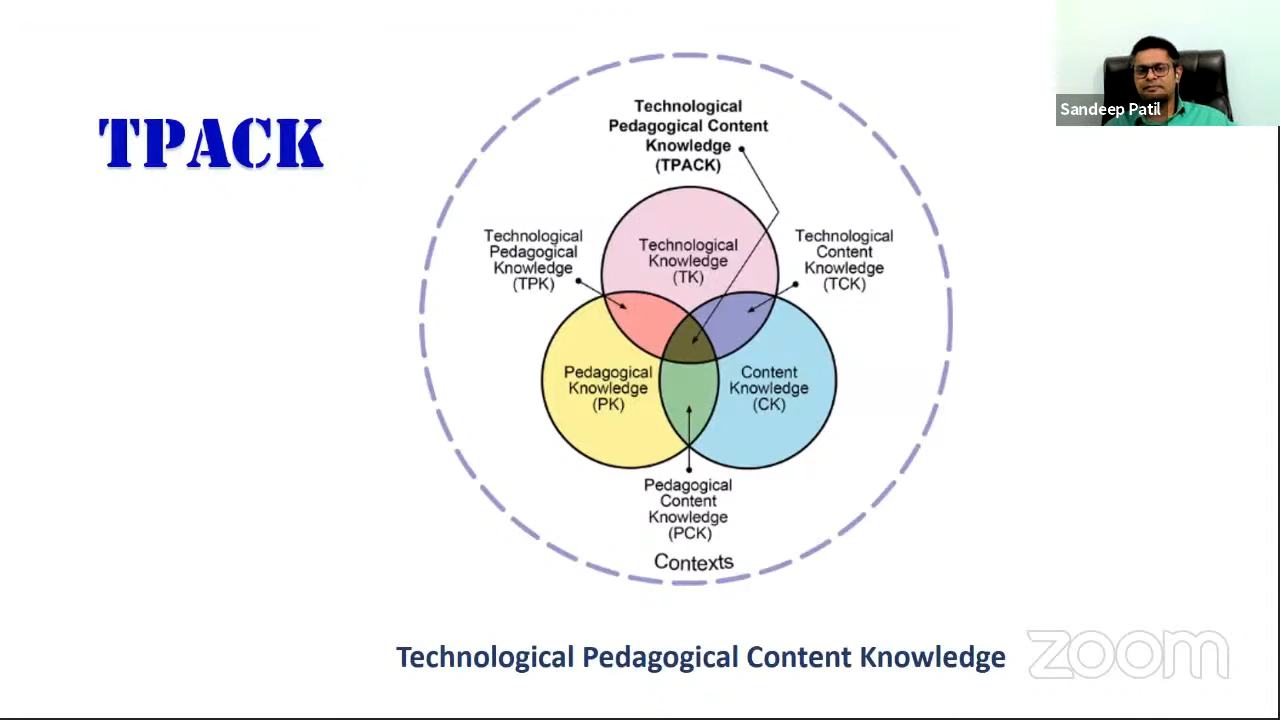 Sandeep Patil
TPACK
Technological
Pedagogical Content
Knowledge
(TPACK)
Technological
Pedagogical
Knowledge
(TPK)
Technological
Knowledge
(TK)
Technological
Content
Knowledge
(TCK)
Pedagogical
Knowledge
(PK)
Content
Knowledge
(CK)
Pedagogical
Content
Knowledge
(PCK)
Contexts
Technological Pedagogical Content Knowledge
zoom